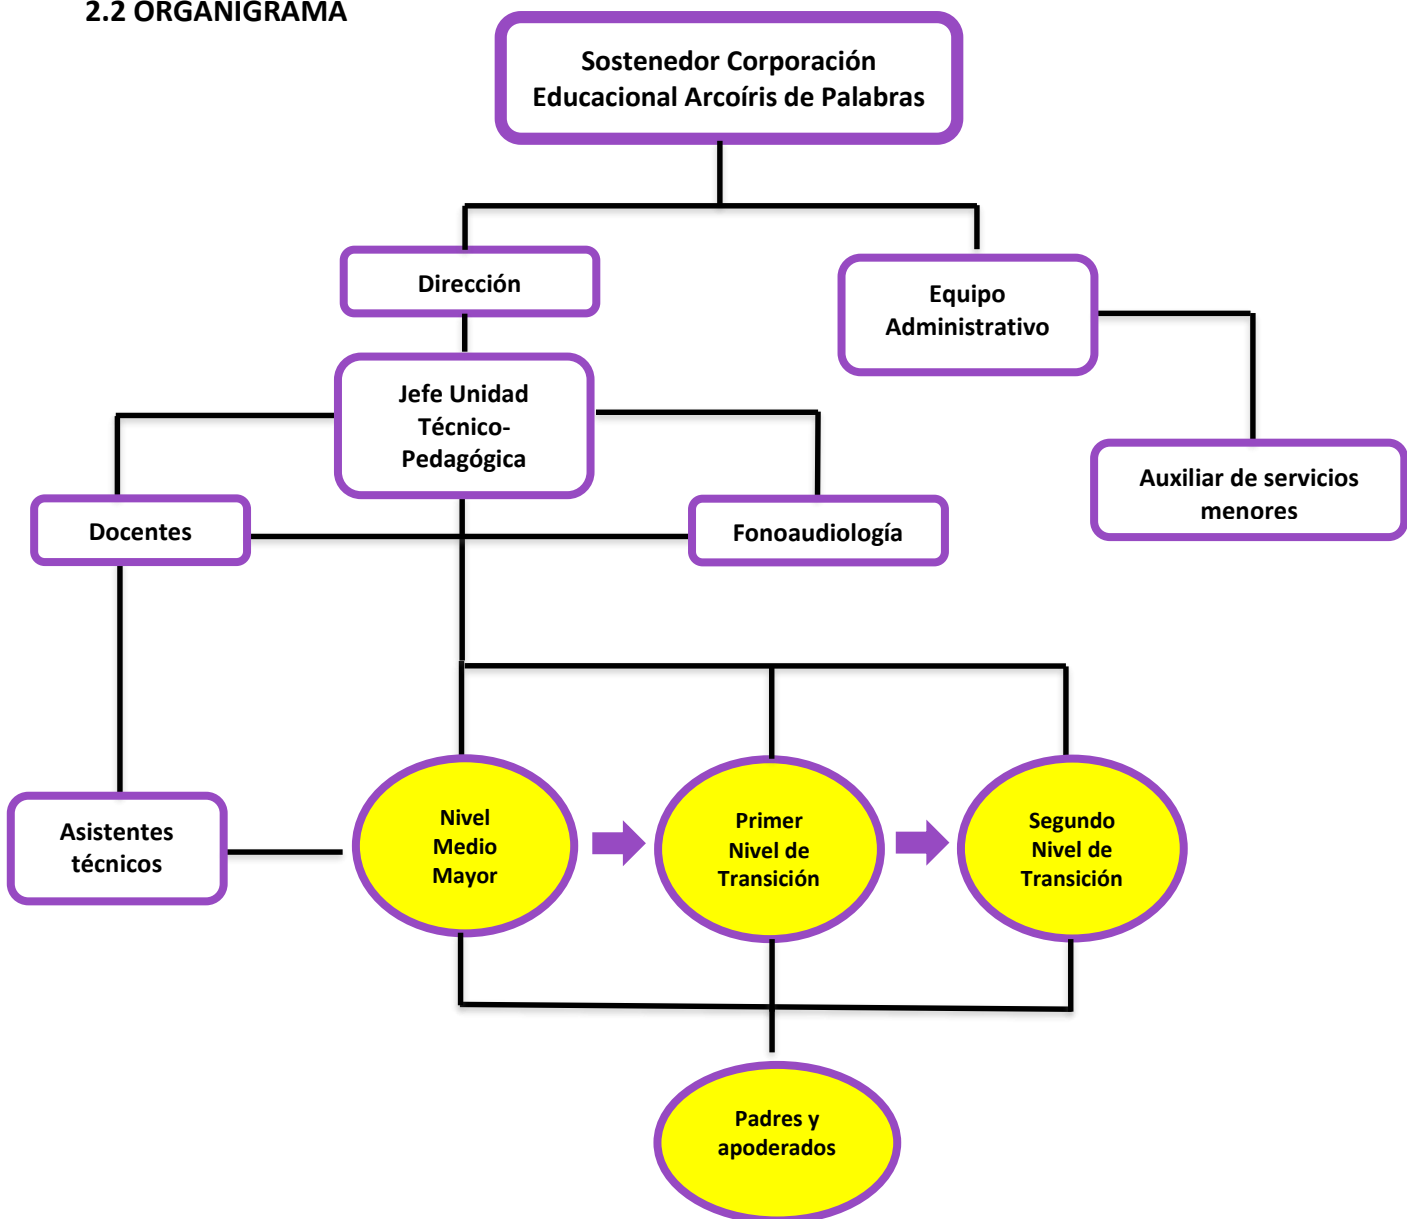 2.2 ORGANIGRAMA
Sostenedor Corporación
Educacional Arcoíris de Palabras
Dirección
Equipo
Administrativo
Jefe Unidad
Técnico-
Pedagógica
Auxiliar de servicios
menores
Docentes
Fonoaudiología
Asistentes
técnicos
Nivel
Medio
Mayor
Primer
Nivel de
Transición
Segundo
Nivel de
Transición
Padres y
apoderados